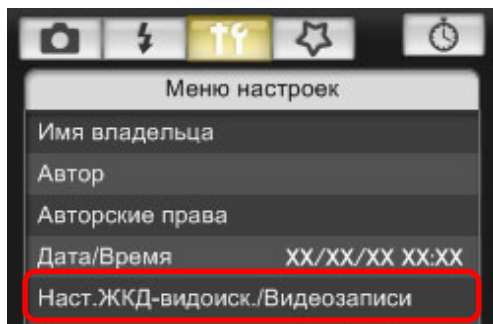 Меню настроек
Имя владельца
Автор
Авторские права
Дата/Время XX/XX/XX XX:XX
Наст.ЖКД-видоиск./Видеозаписи